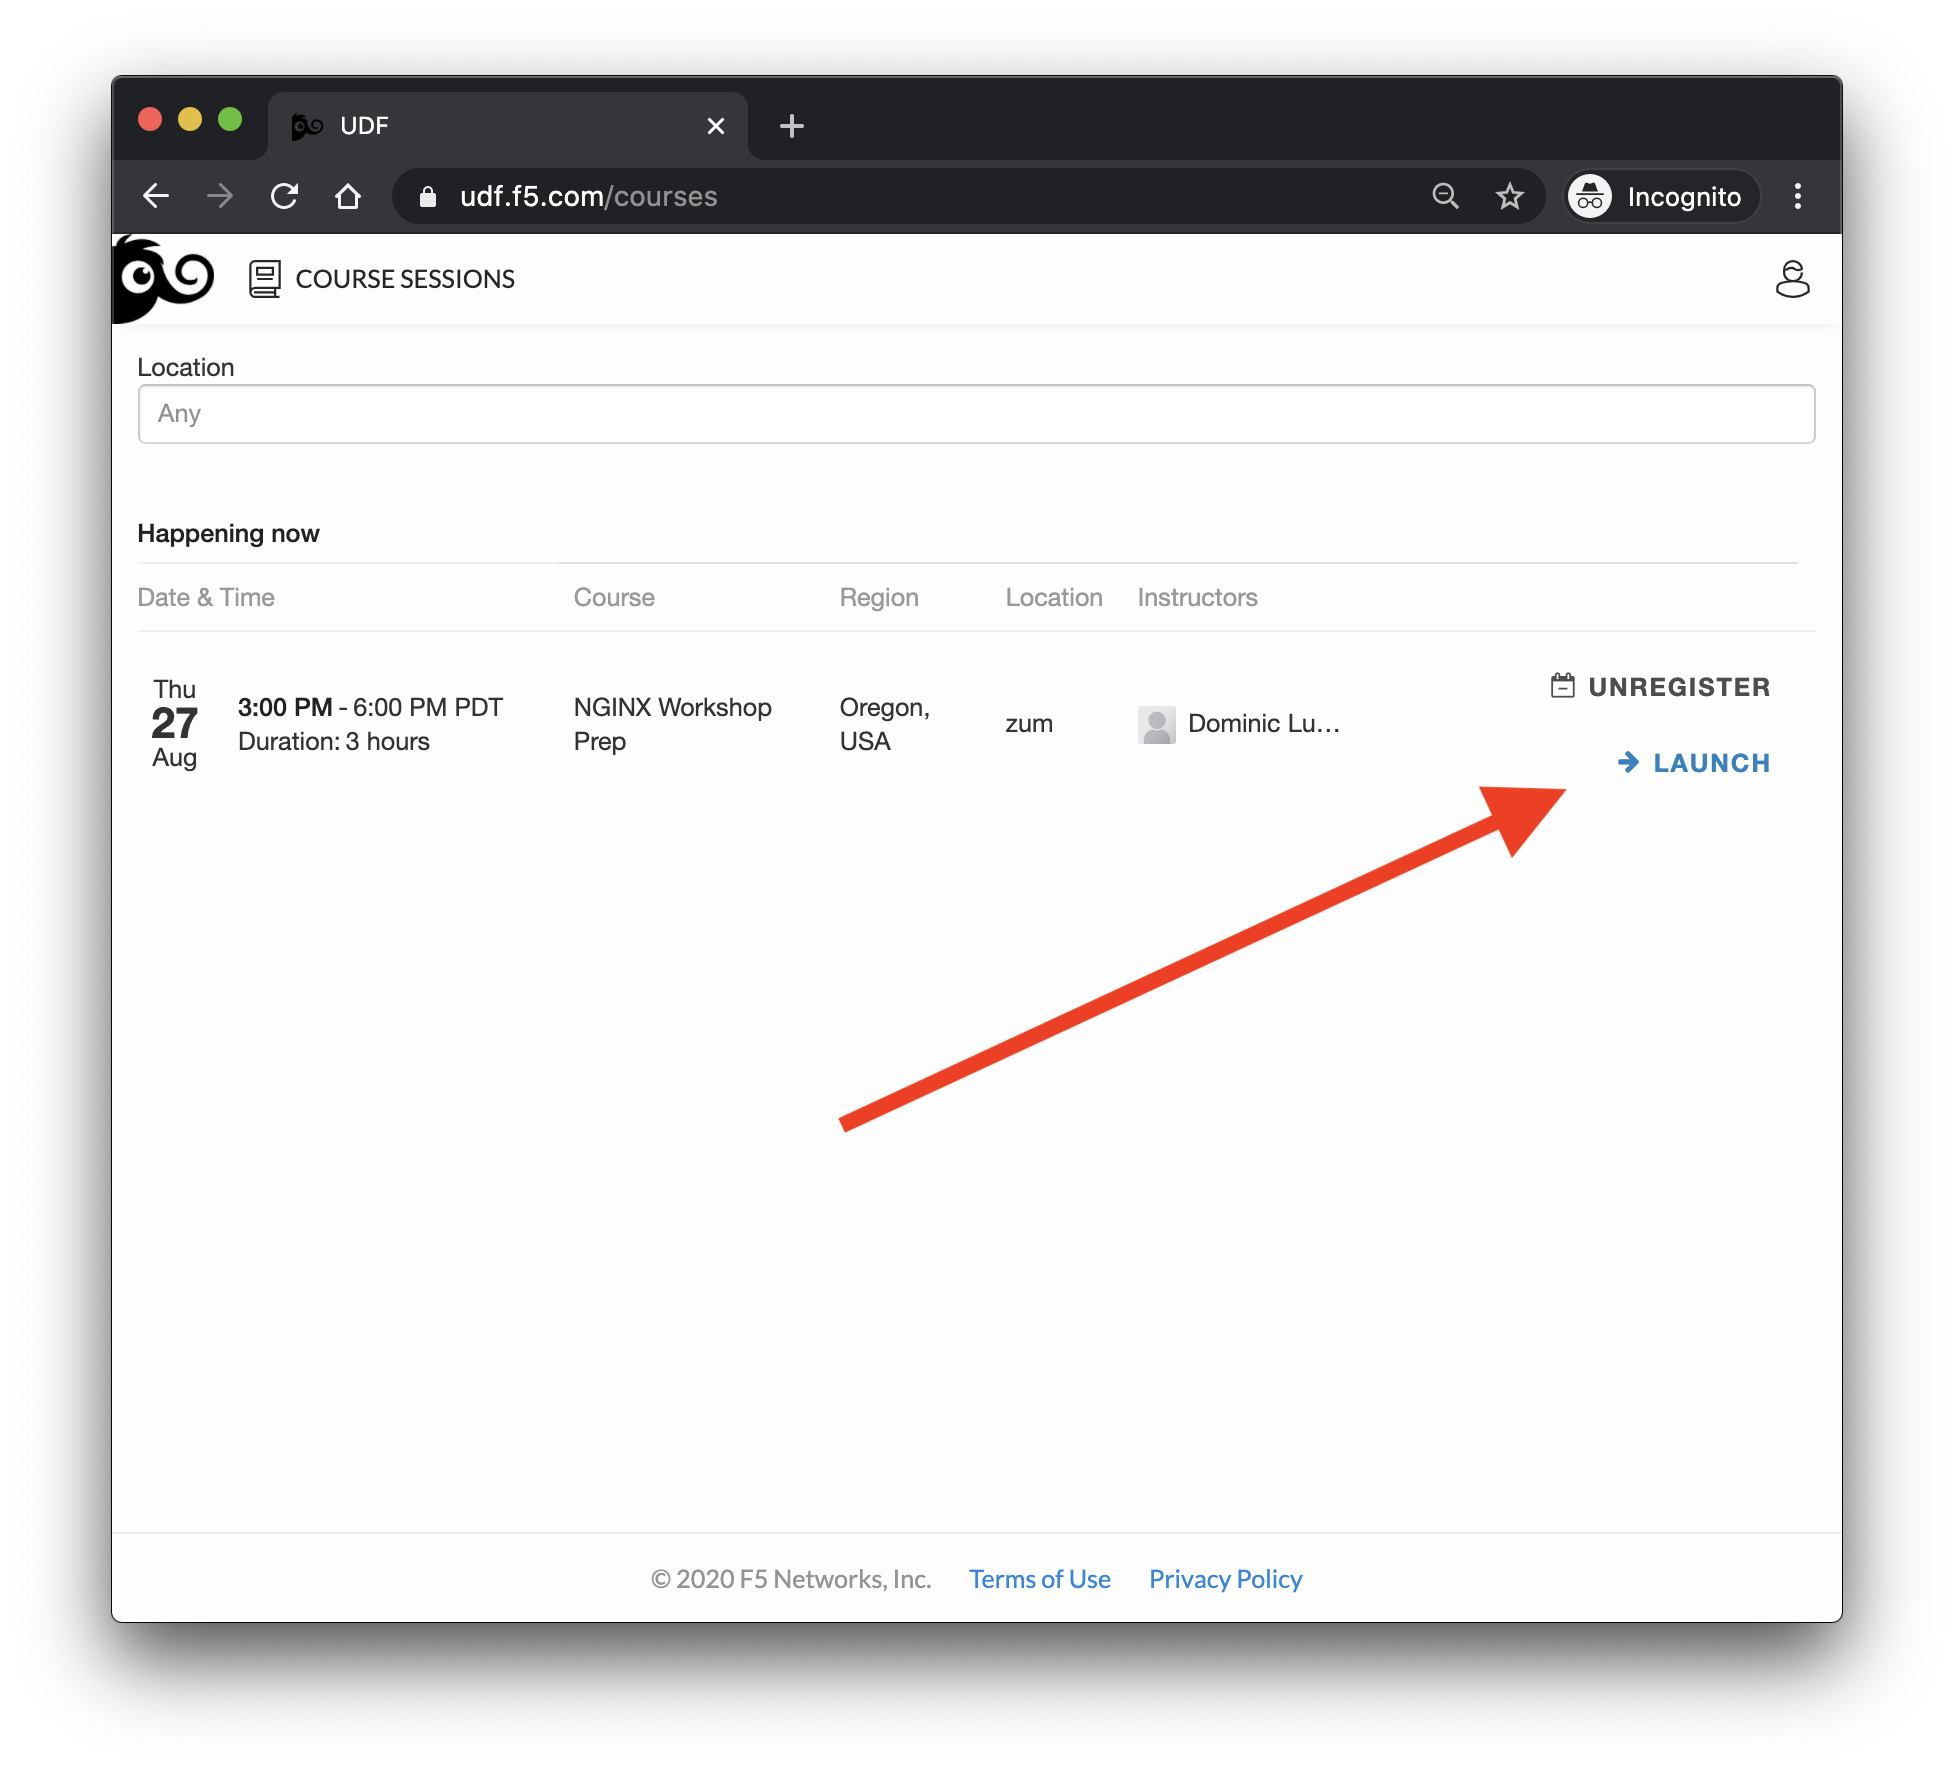 UDF
udf.f5.com/courses
Incognito
COURSE SESSIONS
Location
Any
Happening now
Date & Time Course Region Location Instructors
Thu
27
Aug
3:00 PM - 6:00 PM PDT
Duration: 3 hours
NGINX Workshop
Prep
Oregon,
USA
zum
Dominic Lu...
UNREGISTER
LAUNCH
© 2020 F5 Networks, Inc. Terms of Use Privacy Policy